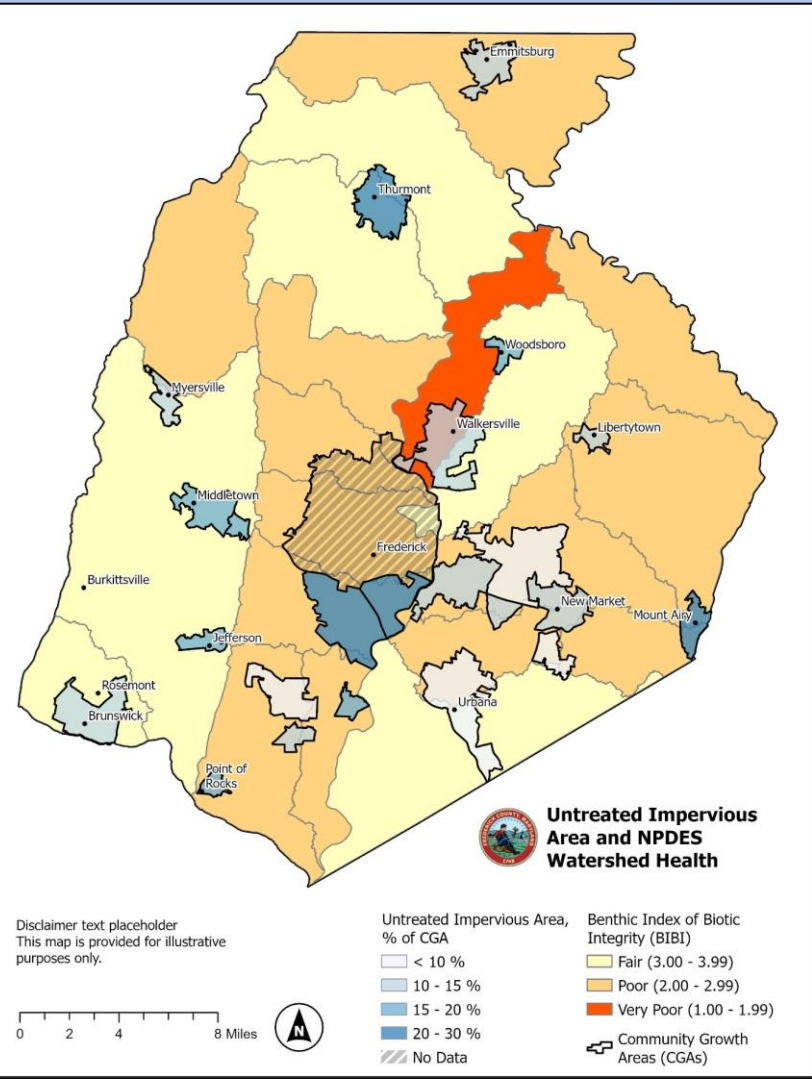 Emmitsburg
Thurmont
Woodsboro
Myersville
Walkersville
Libertytown
Middletown
Frederick
Burkittsville
New Market
Mount Airy
Jefferson
Rosemont
Urbana
Brunswick
Point of
Rocks
Untreated Impervious
Area and NPDES
Watershed Health
Disclaimer text placeholder
This map is provided for illustrative
purposes only.
0 2 4 8 Miles
N
Untreated Impervious Area,
% of CGA
< 10 %
10 - 15 %
15 - 20 %
20 - 30 %
No Data
Benthic Index of Biotic
Integrity (BIBI)
Fair (3.00 - 3.99)
Poor (2.00 - 2.99)
Very Poor (1.00 - 1.99)
Community Growth
Areas (CGAs)